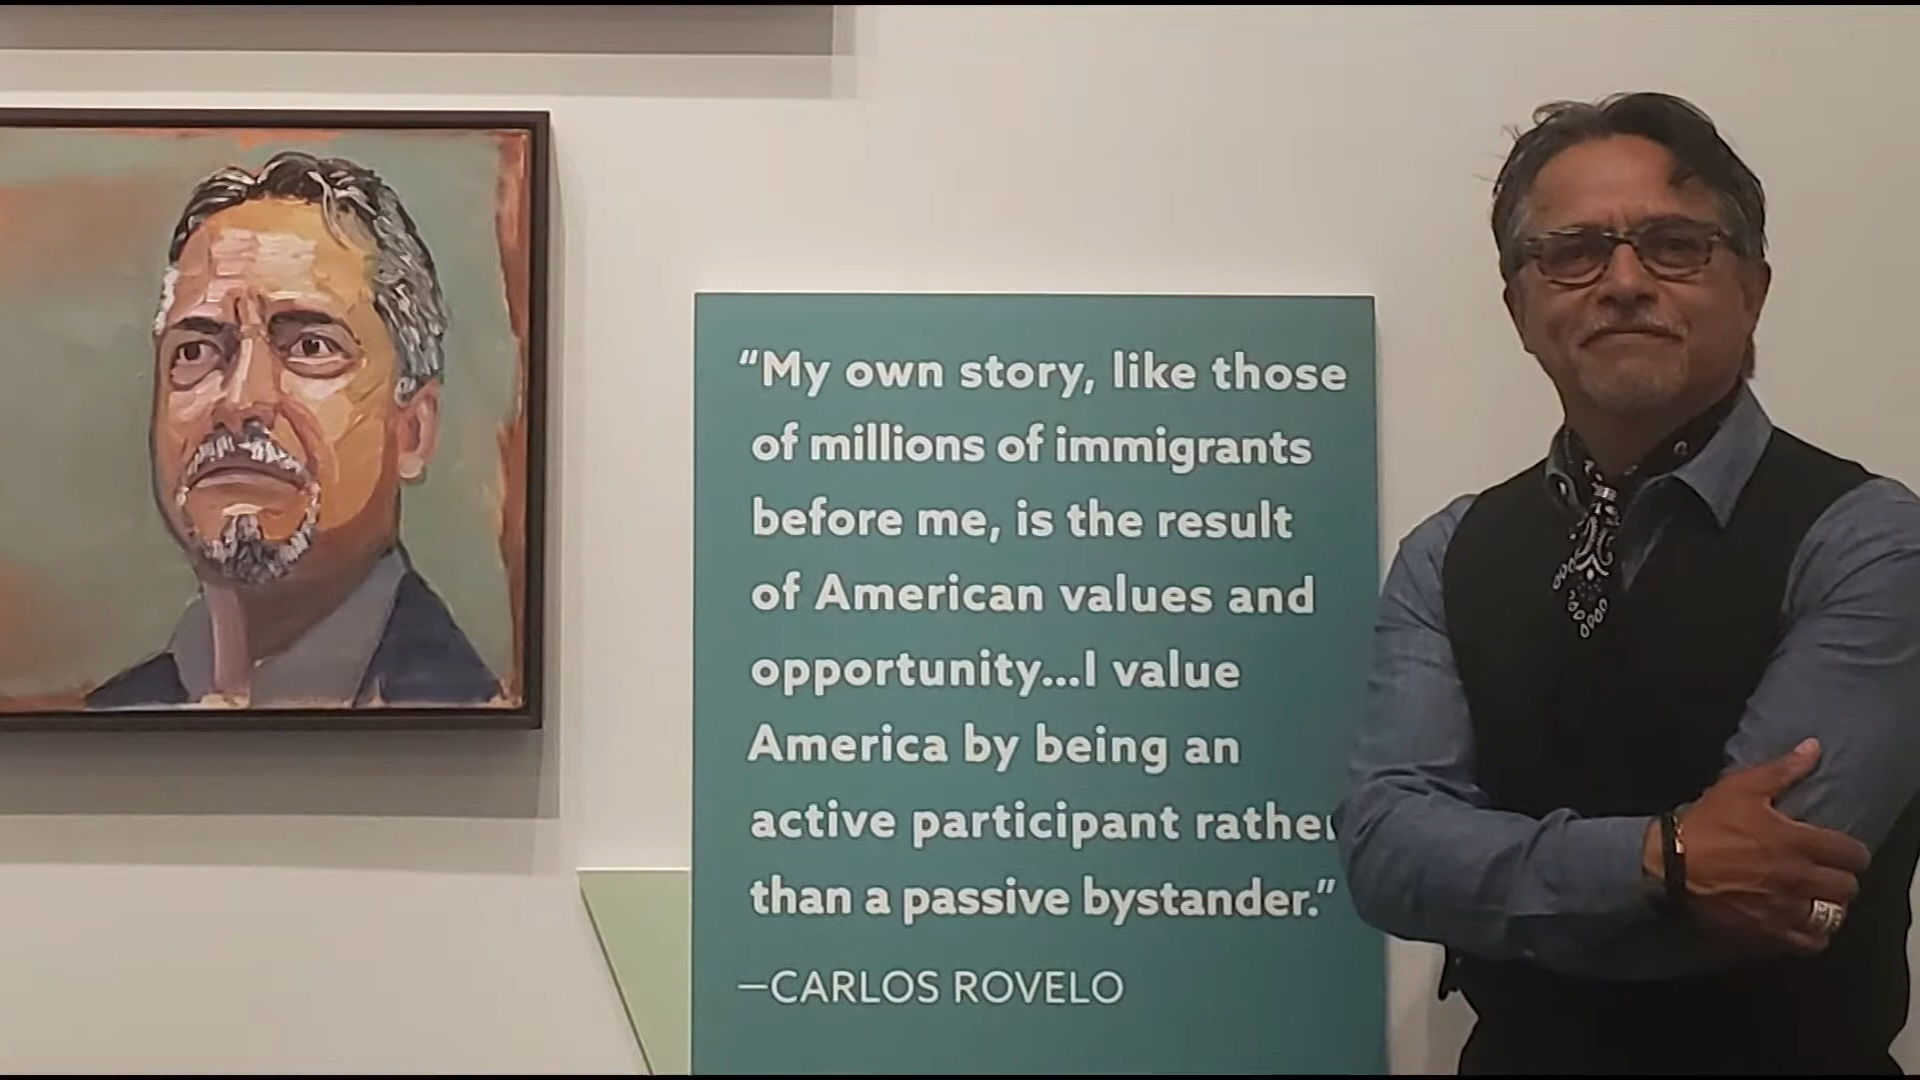 “My own story, like those
of millions of immigrants
before me, is the result
of American values and
opportunity...I value
America by being an
active participant rather
than a passive bystander.”
—CARLOS ROVELO